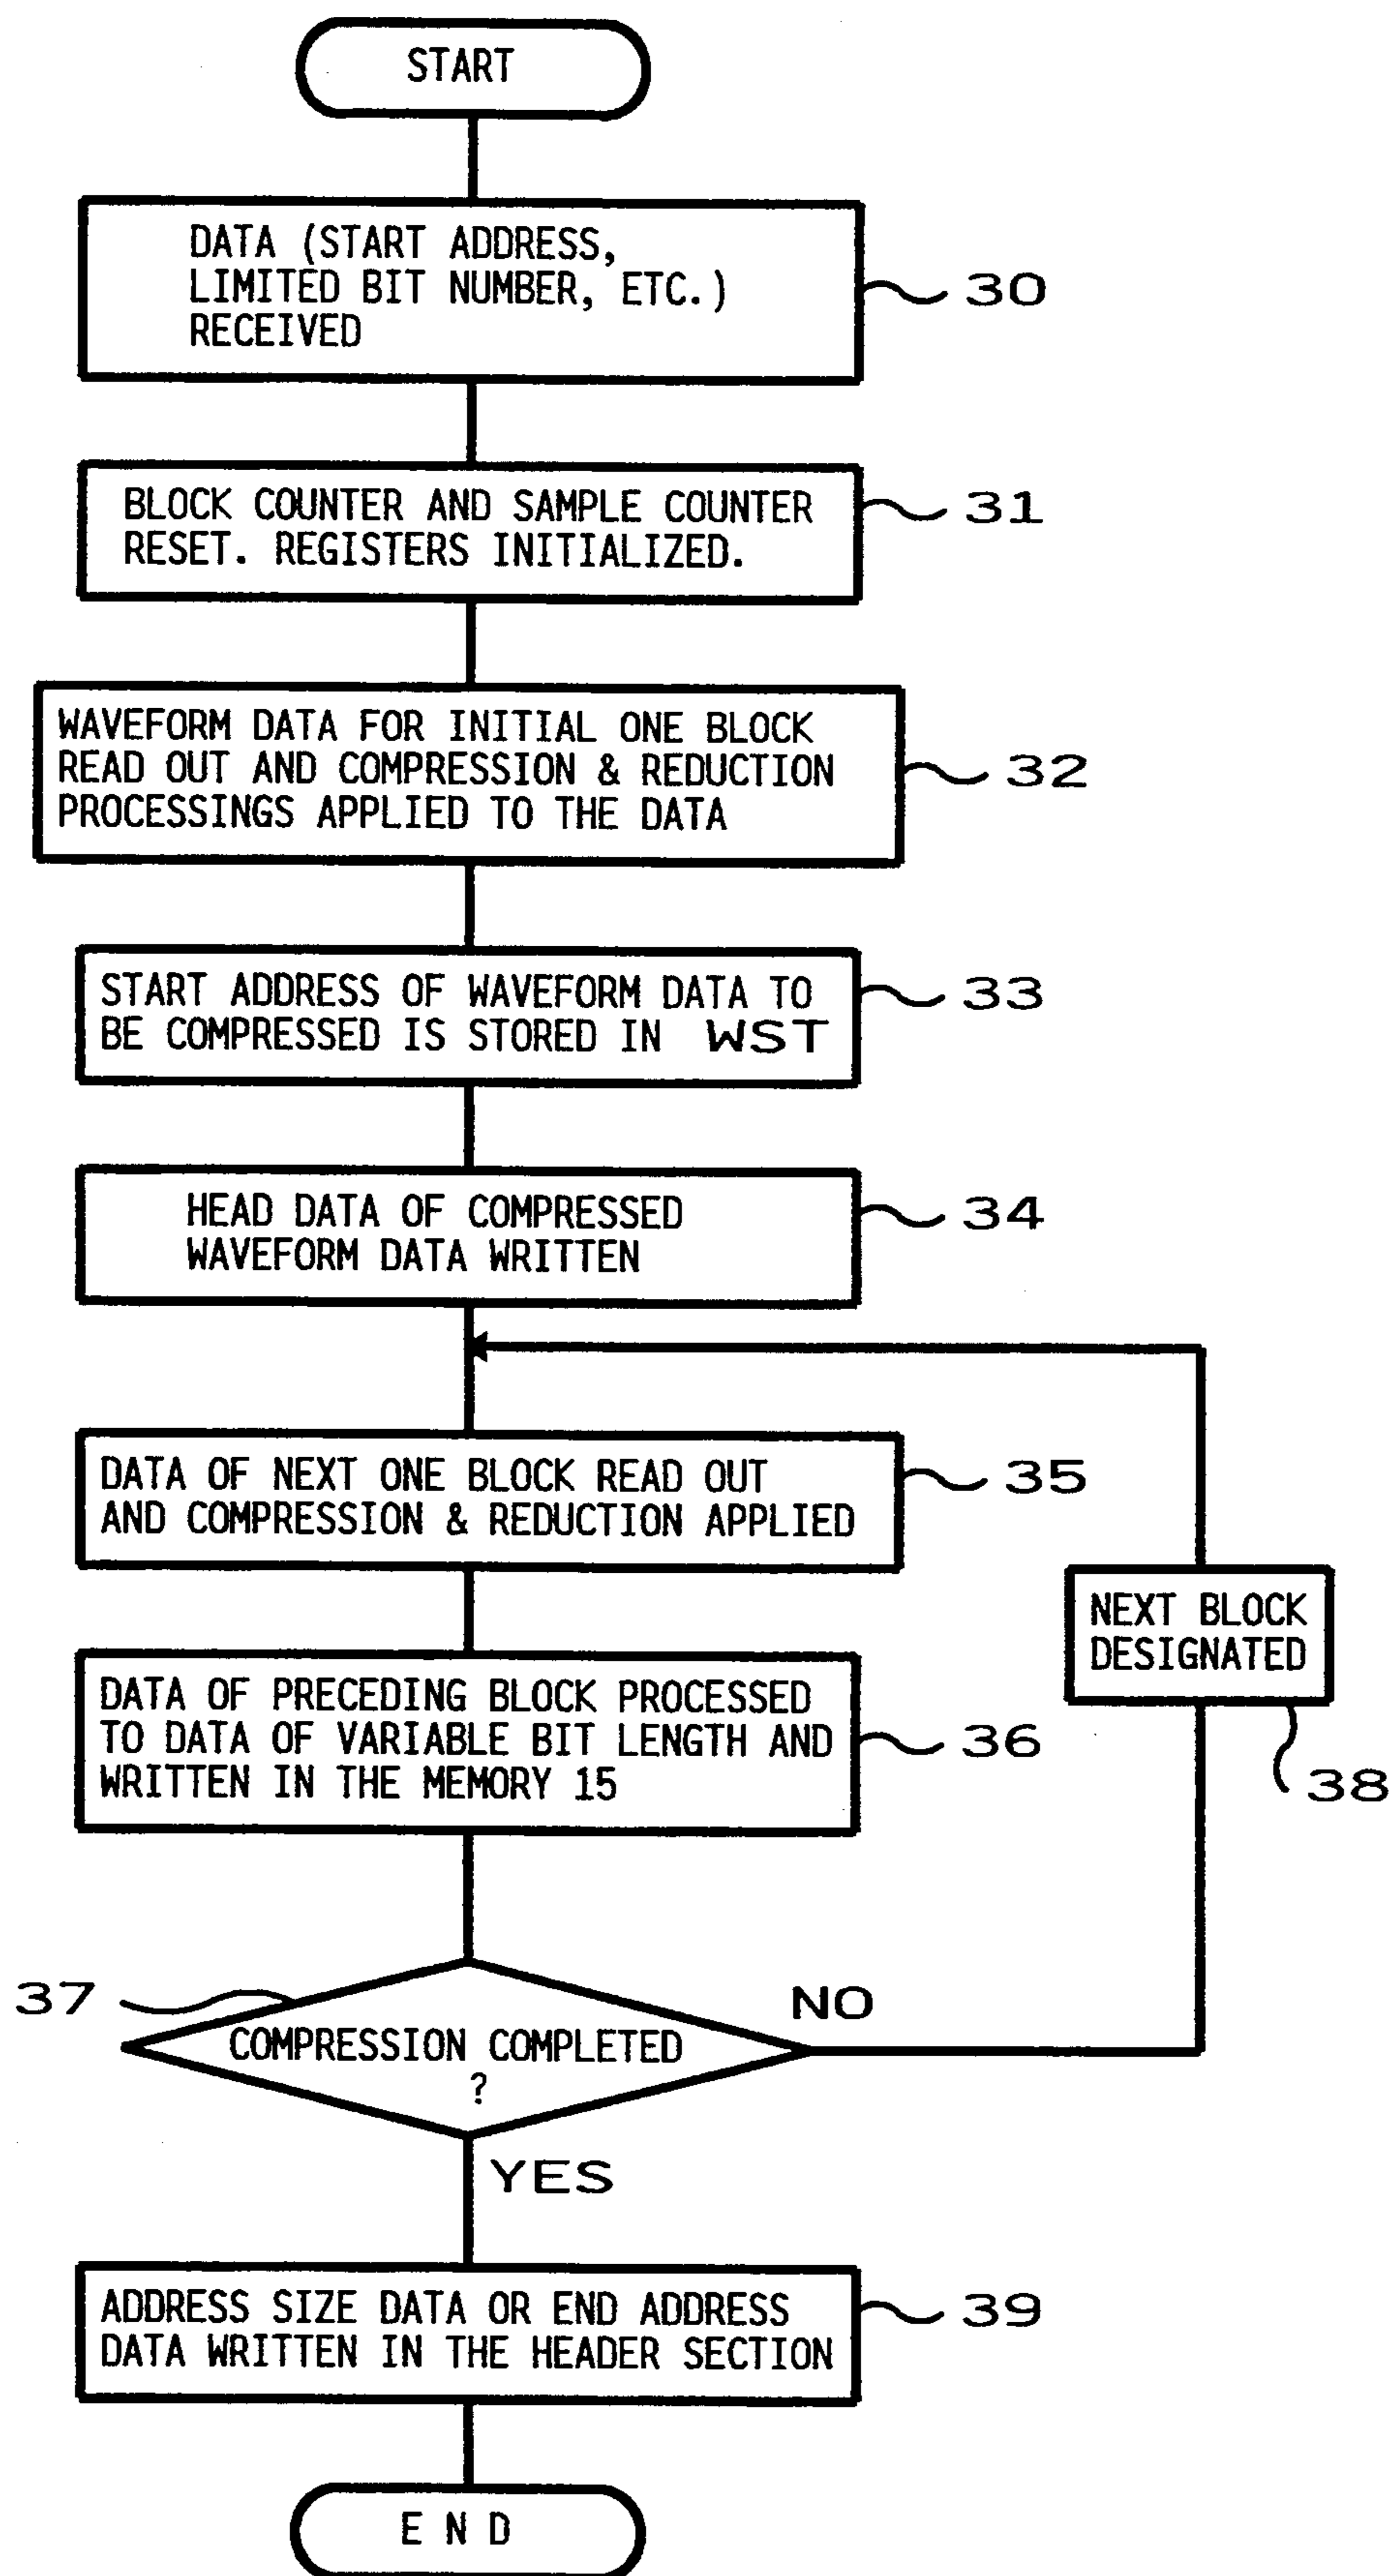 START
DATA (START ADDRESS,
LIMITED BIT NUMBER, ETC.)
RECEIVED
30
BLOCK COUNTER AND SAMPLE COUNTER
RESET. REGISTERS INITIALIZED.
31
WAVEFORM DATA FOR INITIAL ONE BLOCK
READ OUT AND COMPRESSION & REDUCTION
PROCESSINGS APPLIED TO THE DATA
32
START ADDRESS OF WAVEFORM DATA TO
BE COMPRESSED IS STORED IN WST
33
HEAD DATA OF COMPRESSED
WAVEFORM DATA WRITTEN
34
DATA OF NEXT ONE BLOCK READ OUT
AND COMPRESSION & REDUCTION APPLIED
35
NEXT BLOCK
DESIGNATED
38
DATA OF PRECEDING BLOCK PROCESSED
TO DATA OF VARIABLE BIT LENGTH AND
WRITTEN IN THE MEMORY 15
36
37
COMPRESSION COMPLETED
?
NO
YES
ADDRESS SIZE DATA OR END ADDRESS
DATA WRITTEN IN THE HEADER SECTION
39
E N D